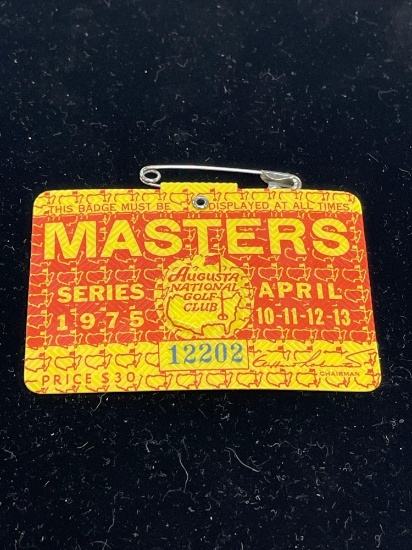 THIS BADGE MUST BE DISPLAYED AT ALL TIMES
MASTERS
SERIES
1975
AUGUSTA
NATIONAL
GOLF
CLUB
APRIL
10-11-12-13
12202
PRICE $30
CHAIRMAN